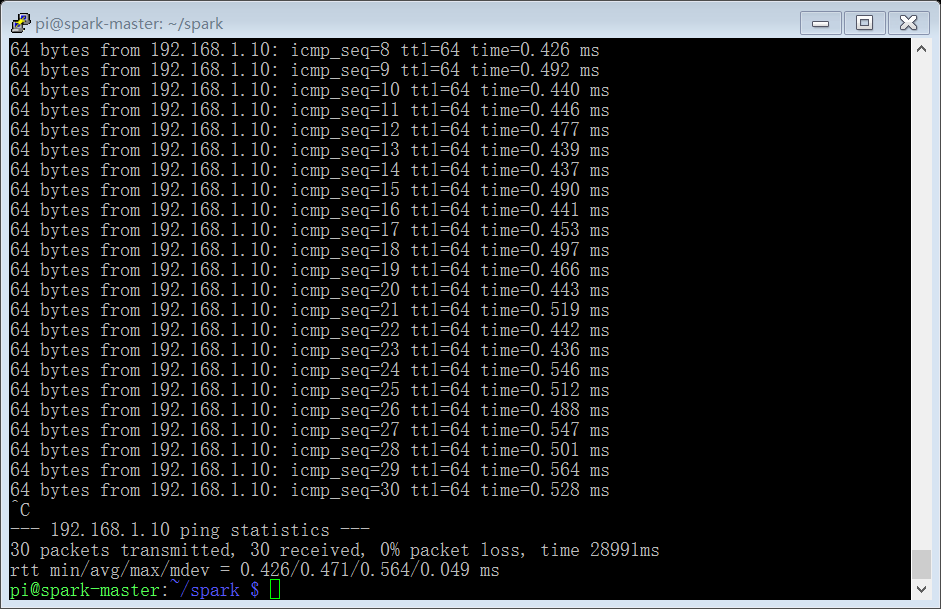 pi@spark-master: ~/spark
64 bytes from 192.168.1.10: icmp_seq=8 ttl=64 time=0.426 ms
64 bytes from 192.168.1.10: icmp_seq=9 ttl=64 time=0.492 ms
64 bytes from 192.168.1.10: icmp_seq=10 ttl=64 time=0.440 ms
64 bytes from 192.168.1.10: icmp_seq=11 ttl=64 time=0.446 ms
64 bytes from 192.168.1.10: icmp_seq=12 ttl=64 time=0.477 ms
64 bytes from 192.168.1.10: icmp_seq=13 ttl=64 time=0.439 ms
64 bytes from 192.168.1.10: icmp_seq=14 ttl=64 time=0.437 ms
64 bytes from 192.168.1.10: icmp_seq=15 ttl=64 time=0.490 ms
64 bytes from 192.168.1.10: icmp_seq=16 ttl=64 time=0.441 ms
64 bytes from 192.168.1.10: icmp_seq=17 ttl=64 time=0.453 ms
64 bytes from 192.168.1.10: icmp_seq=18 ttl=64 time=0.497 ms
64 bytes from 192.168.1.10: icmp_seq=19 ttl=64 time=0.466 ms
64 bytes from 192.168.1.10: icmp_seq=20 ttl=64 time=0.443 ms
64 bytes from 192.168.1.10: icmp_seq=21 ttl=64 time=0.519 ms
64 bytes from 192.168.1.10: icmp_seq=22 ttl=64 time=0.442 ms
64 bytes from 192.168.1.10: icmp_seq=23 ttl=64 time=0.436 ms
64 bytes from 192.168.1.10: icmp_seq=24 ttl=64 time=0.546 ms
64 bytes from 192.168.1.10: icmp_seq=25 ttl=64 time=0.512 ms
64 bytes from 192.168.1.10: icmp_seq=26 ttl=64 time=0.488 ms
64 bytes from 192.168.1.10: icmp_seq=27 ttl=64 time=0.547 ms
64 bytes from 192.168.1.10: icmp_seq=28 ttl=64 time=0.501 ms
64 bytes from 192.168.1.10: icmp_seq=29 ttl=64 time=0.564 ms
64 bytes from 192.168.1.10: icmp_seq=30 ttl=64 time=0.528 ms
^C
--- 192.168.1.10 ping statistics ---
30 packets transmitted, 30 received, 0% packet loss, time 28991ms
rtt min/avg/max/mdev = 0.426/0.471/0.564/0.049 ms
pi@spark-master:~/spark $